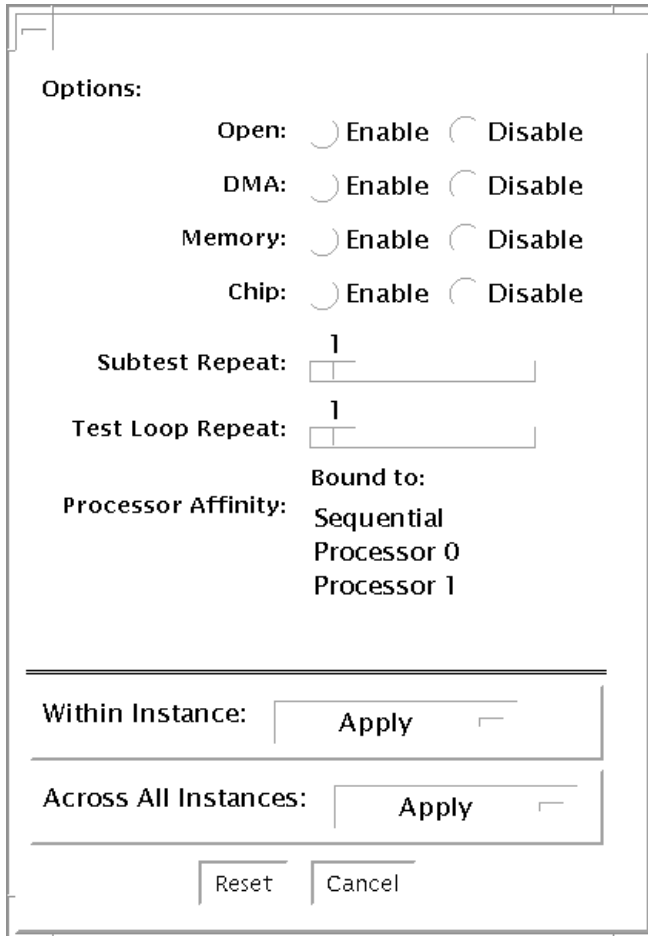 Options:
Open: Enable Disable
DMA: Enable Disable
Memory: Enable Disable
Chip: Enable Disable
1
Subtest Repeat:
1
Test Loop Repeat:
Bound to:
Processor Affinity:
Sequential
Processor 0
Processor 1
Within Instance: Apply
Across All Instances: Apply
Reset Cancel